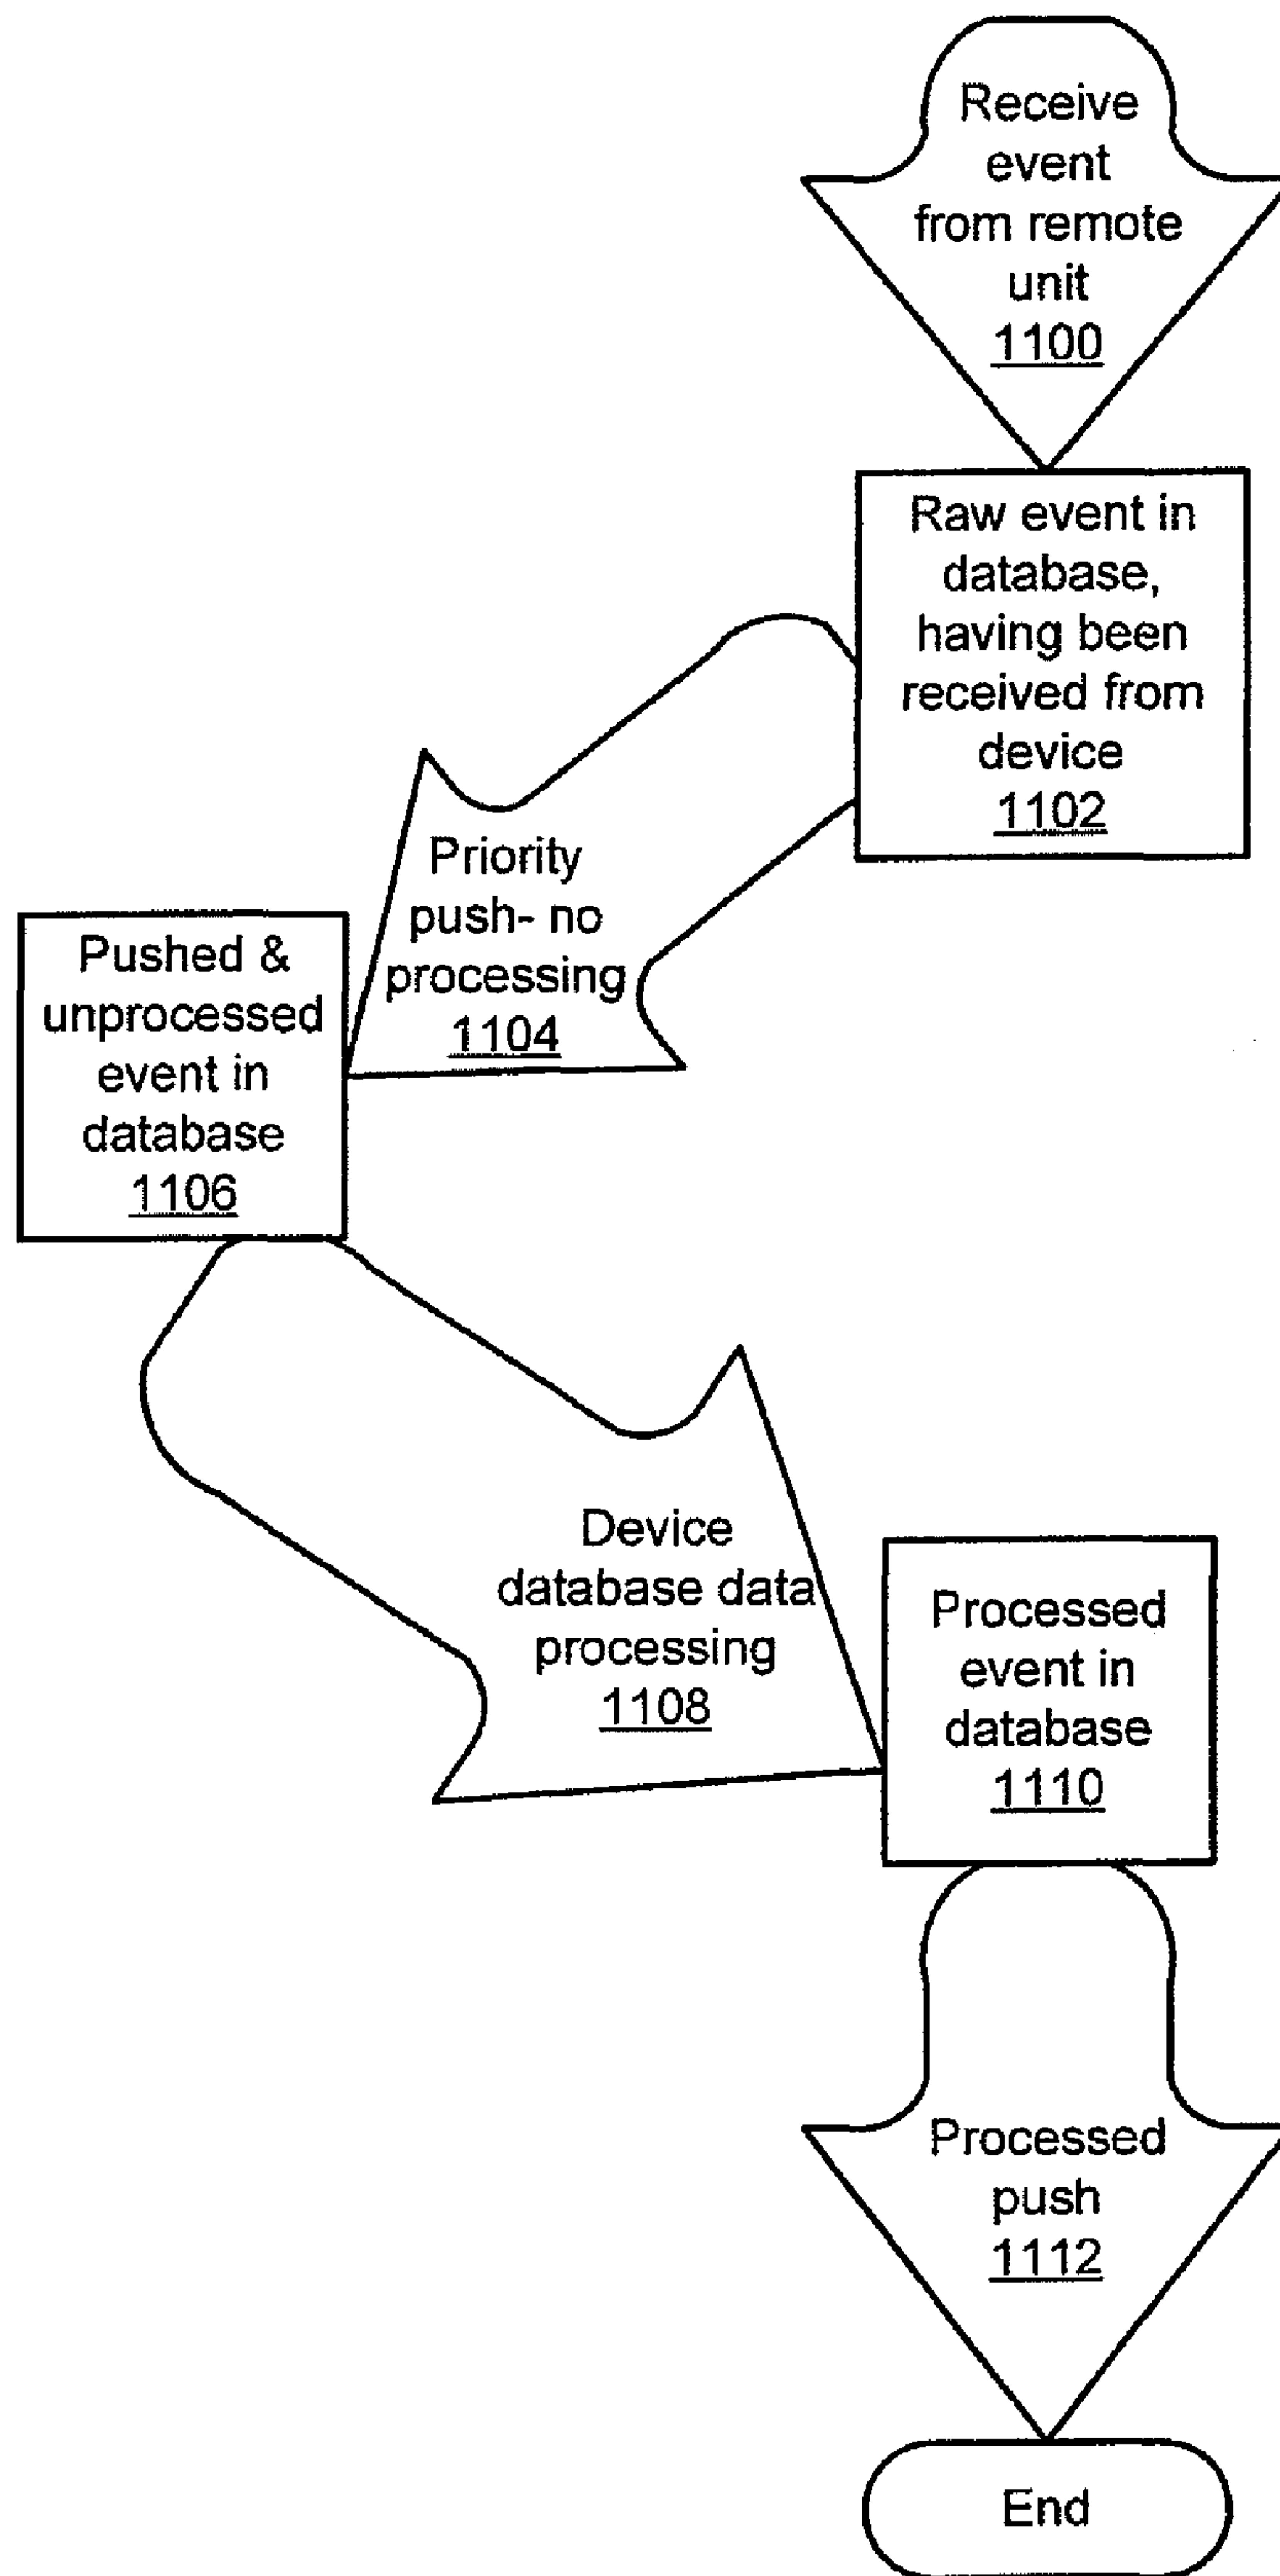 Receive
event
from remote
unit
1100
Raw event in
database,
having been
received from
device
1102
Priority
push- no
processing
1104
Pushed &
unprocessed
event in
database
1106
Device
database data
processing
1108
Processed
event in
database
1110
Processed
push
1112
End